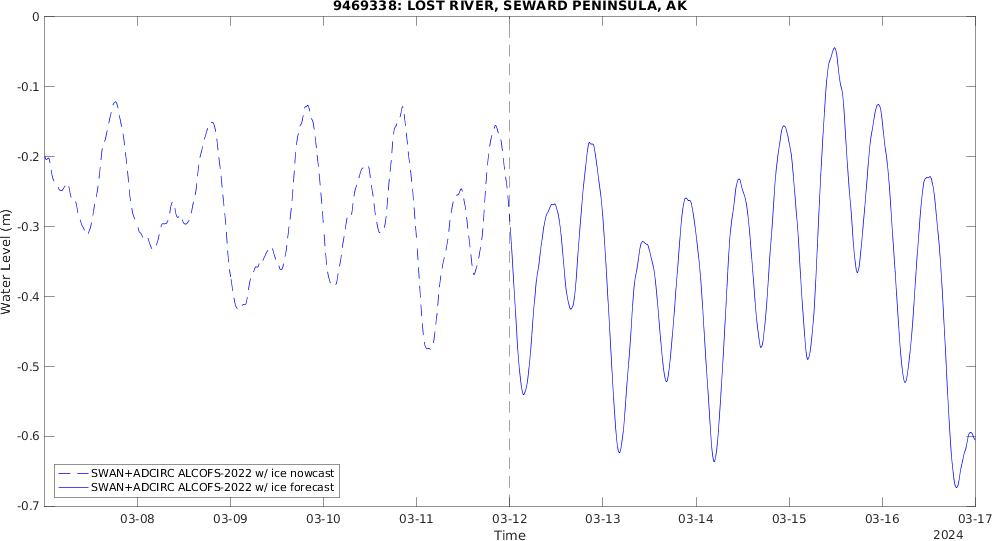 9469338: LOST RIVER, SEWARD PENINSULA, AK
0
-0.1
-0.2
-0.3
-0.4
-0.5
-0.6
-0.7
Water Level (m)
SWAN+ADCIRC ALCOFS-2022 w/ ice nowcast
SWAN+ADCIRC ALCOFS-2022 w/ ice forecast
03-08 03-09 03-10 03-11 03-12 03-13 03-14 03-15 03-16 03-17
Time
2024